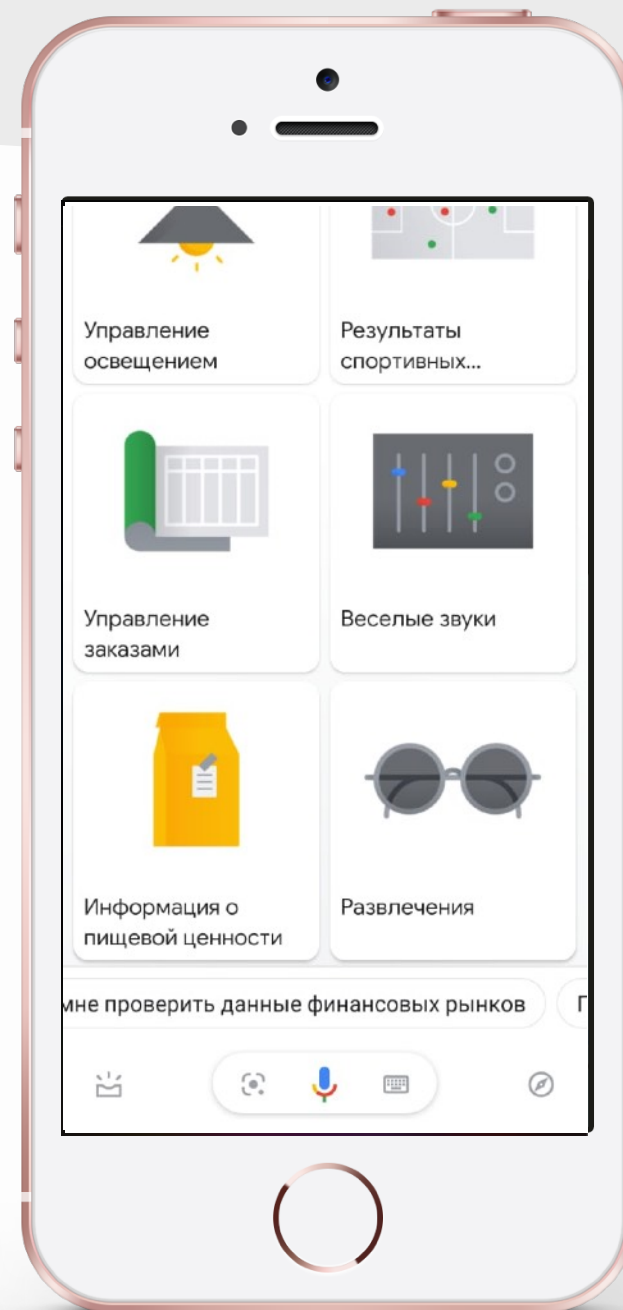 Управление
освещением
Результаты
спортивных...
Управление
заказами
Веселые звуки
Информация о
пищевой ценности
Развлечения
мне проверить данные финансовых рынков